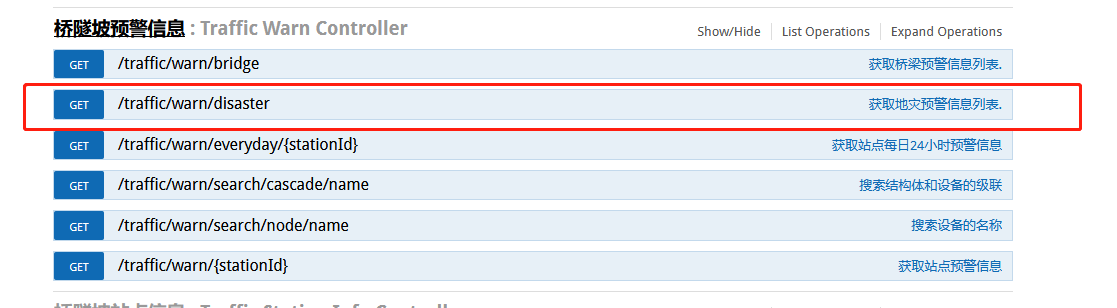 桥隧坡预警信息 : Traffic Warn Controller Show/Hide List Operations Expand Operations
GET /traffic/warn/bridge 获取桥梁预警信息列表.
GET /traffic/warn/disaster 获取地灾预警信息列表.
GET /traffic/warn/everyday/{stationId} 获取站点每日24小时预警信息
GET /traffic/warn/search/cascade/name 搜索结构体和设备的级联
GET /traffic/warn/search/node/name 搜索设备的名称
GET /traffic/warn/{stationId} 获取站点预警信息